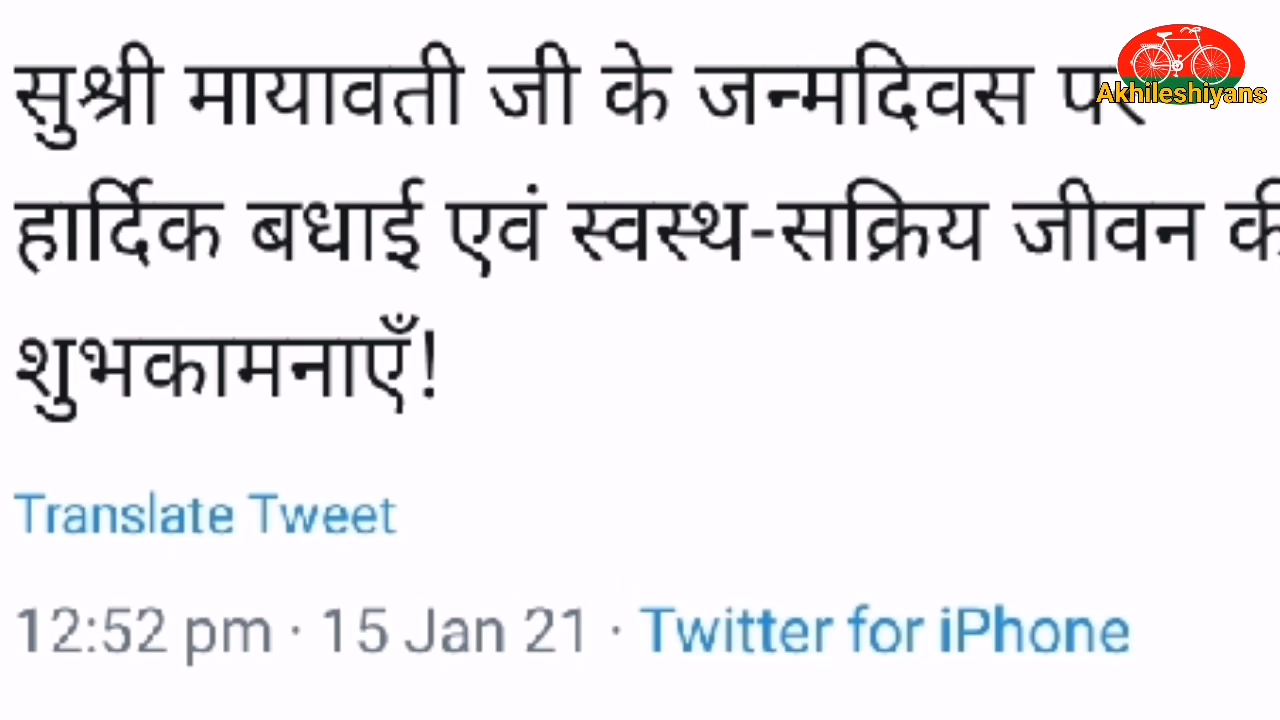 सुश्री मायावती जी के जन्मदिवस पर
Akhileshiyans
हार्दिक बधाई एवं स्वस्थ-सक्रिय जीवन की
शुभकामनाएँ!
Translate Tweet
12:52 pm · 15 Jan 21 · Twitter for iPhone